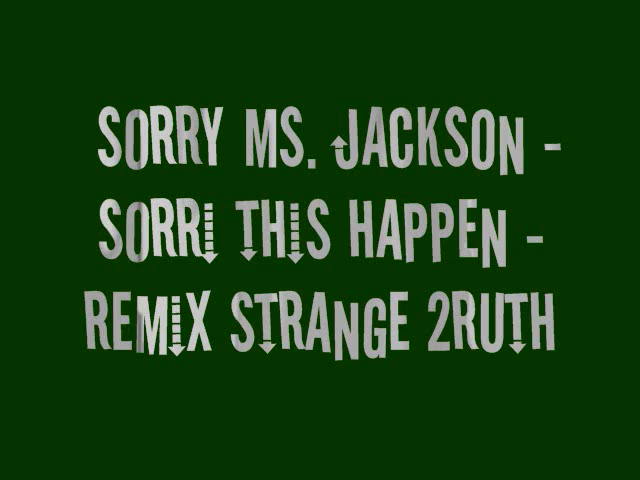 SORRY MS. JACKSON -
SORRI THIS HAPPEN -
REMIX STRANGE 2RUTH